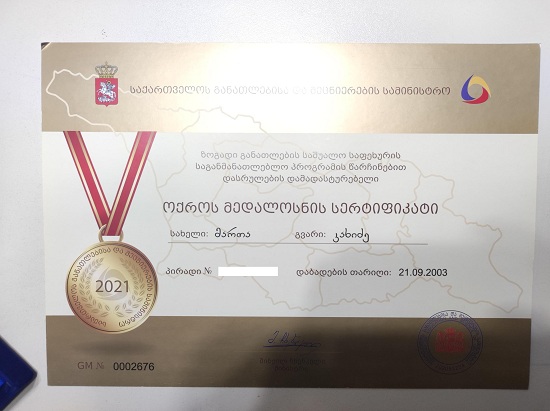 საქართველოს განათლებისა და მეცნიერების სამინისტრო
ზოგადი განათლების საშუალო საფეხურის
საგანმანათლებლო პროგრამის წარჩინებით
დასრულების დამადასტურებელი
ოქროს მედალოსნის სერტიფიკატი
სახელი: მართა გვარი: კახიძე
პირადი № დაბადების თარიღი: 21.09.2003
2021
GM № 0002676